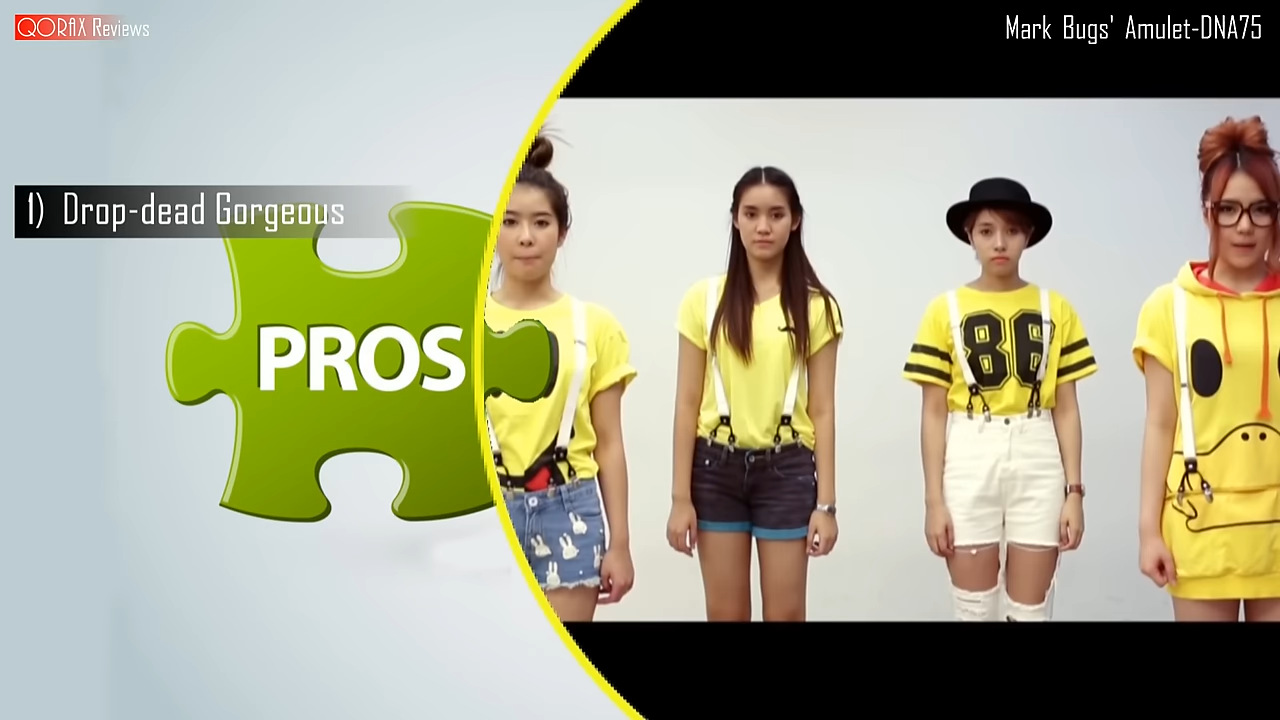 QORAX Reviews
Mark Bugs' Amulet-DNA75
1) Drop-dead Gorgeous
PROS
86